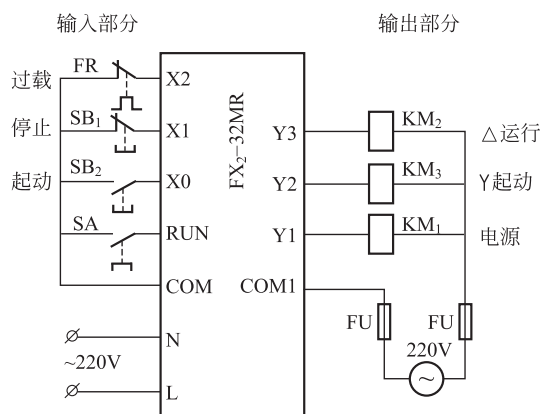 输入部分
输出部分
过载 FR X2
停止 SB₁ X1
起动 SB₂ X0
SA RUN
COM
N
~220V
L
FX₂-32MR
Y3 KM₂ △运行
Y2 KM₃ Y起动
Y1 KM₁ 电源
COM1
FU FU
220V
~